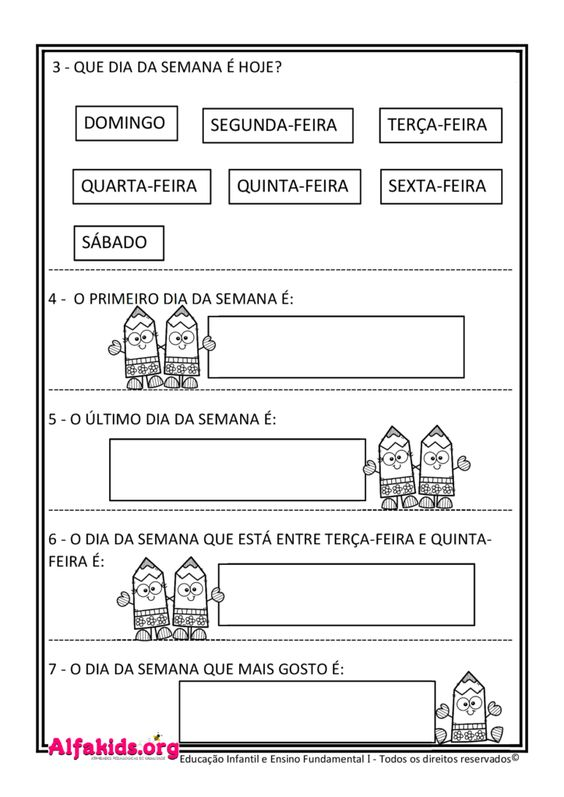 3 - QUE DIA DA SEMANA É HOJE?
DOMINGO SEGUNDA-FEIRA TERÇA-FEIRA
QUARTA-FEIRA QUINTA-FEIRA SEXTA-FEIRA
SÁBADO
4 - O PRIMEIRO DIA DA SEMANA É:
5 - O ÚLTIMO DIA DA SEMANA É:
6 - O DIA DA SEMANA QUE ESTÁ ENTRE TERÇA-FEIRA E QUINTA-
FEIRA É:
7 - O DIA DA SEMANA QUE MAIS GOSTO É:
Alfakids.org
Educação Infantil e Ensino Fundamental I - Todos os direitos reservados©